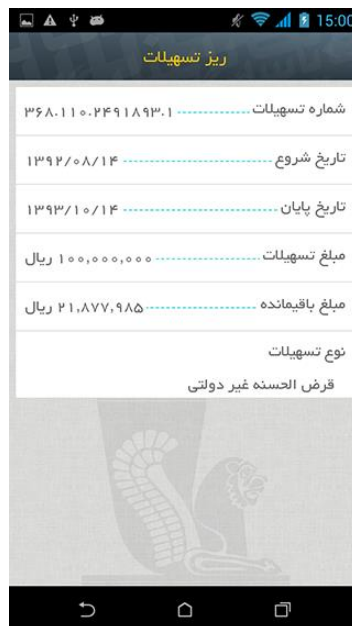 15:00
ریز تسهیلات
شماره تسهیلات ۳۶۸.۱۱۰.۲۴۹۱۸۹۳.۱
تاریخ شروع ۱۳۹۲/۰۸/۱۴
تاریخ پایان ۱۳۹۳/۱۰/۱۴
مبلغ تسهیلات ۱۰۰,۰۰۰,۰۰۰ ریال
مبلغ باقیمانده ۲۱,۸۷۷,۹۸۵ ریال
نوع تسهیلات
قرض الحسنه غیر دولتی